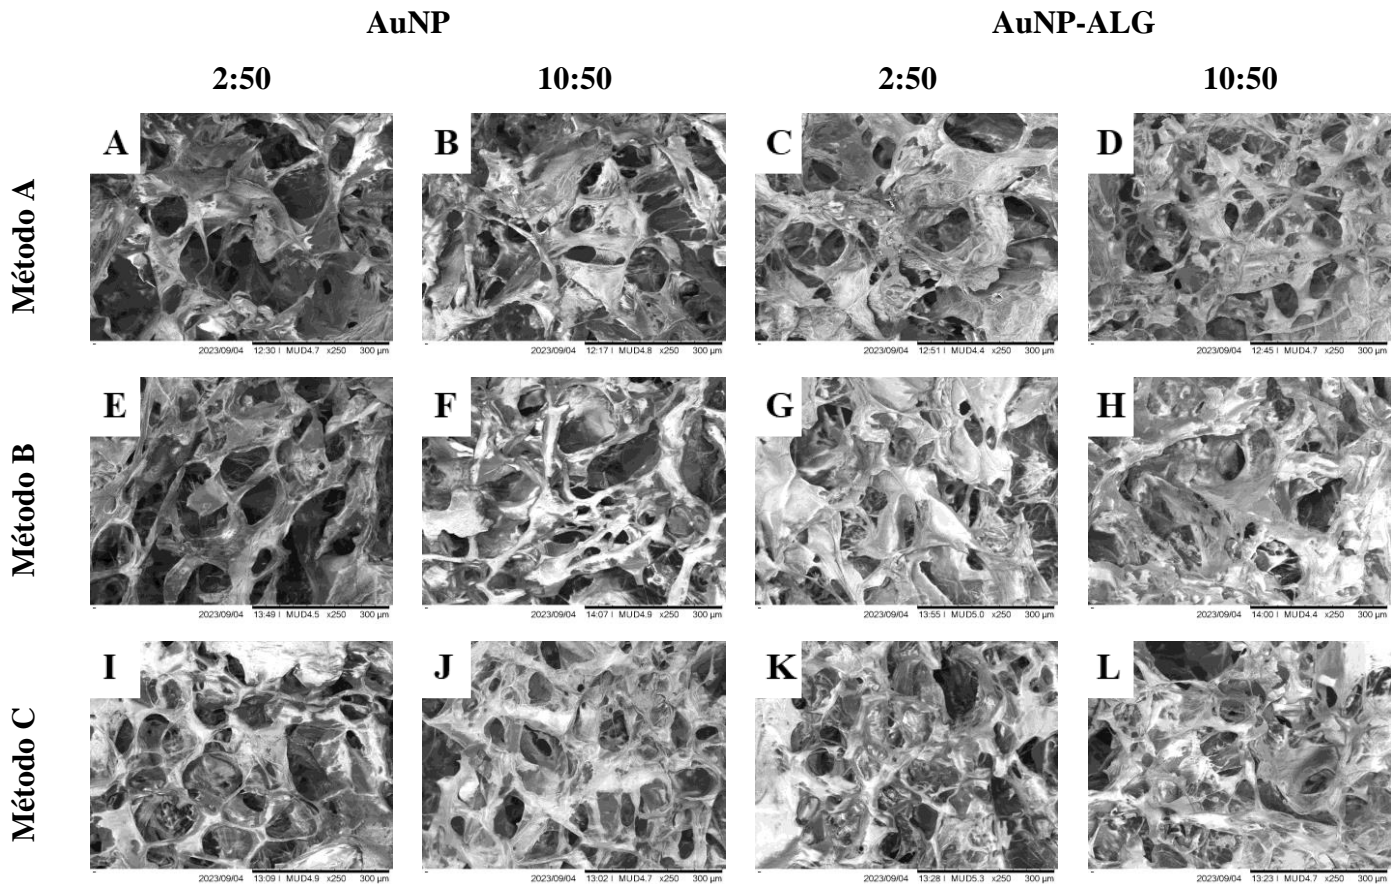 AuNP AuNP-ALG
2:50 10:50 2:50 10:50
Método A
A B C D
2023/09/04 12:30 I MUD4.7 x250 300 µm
2023/09/04 12:17 I MUD4.8 x250 300 µm
2023/09/04 12:51 I MUD4.4 x250 300 µm
2023/09/04 12:45 I MUD4.7 x250 300 µm
Método B
E F G H
2023/09/04 13:49 I MUD4.5 x250 300 µm
2023/09/04 14:07 I MUD4.9 x250 300 µm
2023/09/04 13:55 I MUD5.0 x250 300 µm
2023/09/04 14:00 I MUD4.4 x250 300 µm
Método C
I J K L
2023/09/04 13:09 I MUD4.9 x250 300 µm
2023/09/04 13:02 I MUD4.7 x250 300 µm
2023/09/04 13:28 I MUD5.3 x250 300 µm
2023/09/04 13:23 I MUD4.7 x250 300 µm